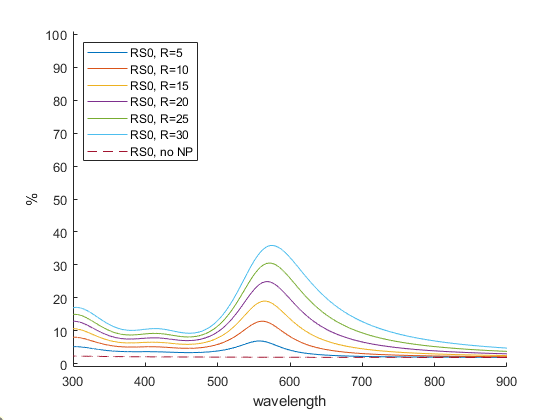 100
90
80
70
60
50
40
30
20
10
0
%
RS0, R=5
RS0, R=10
RS0, R=15
RS0, R=20
RS0, R=25
RS0, R=30
RS0, no NP
300 400 500 600 700 800 900
wavelength